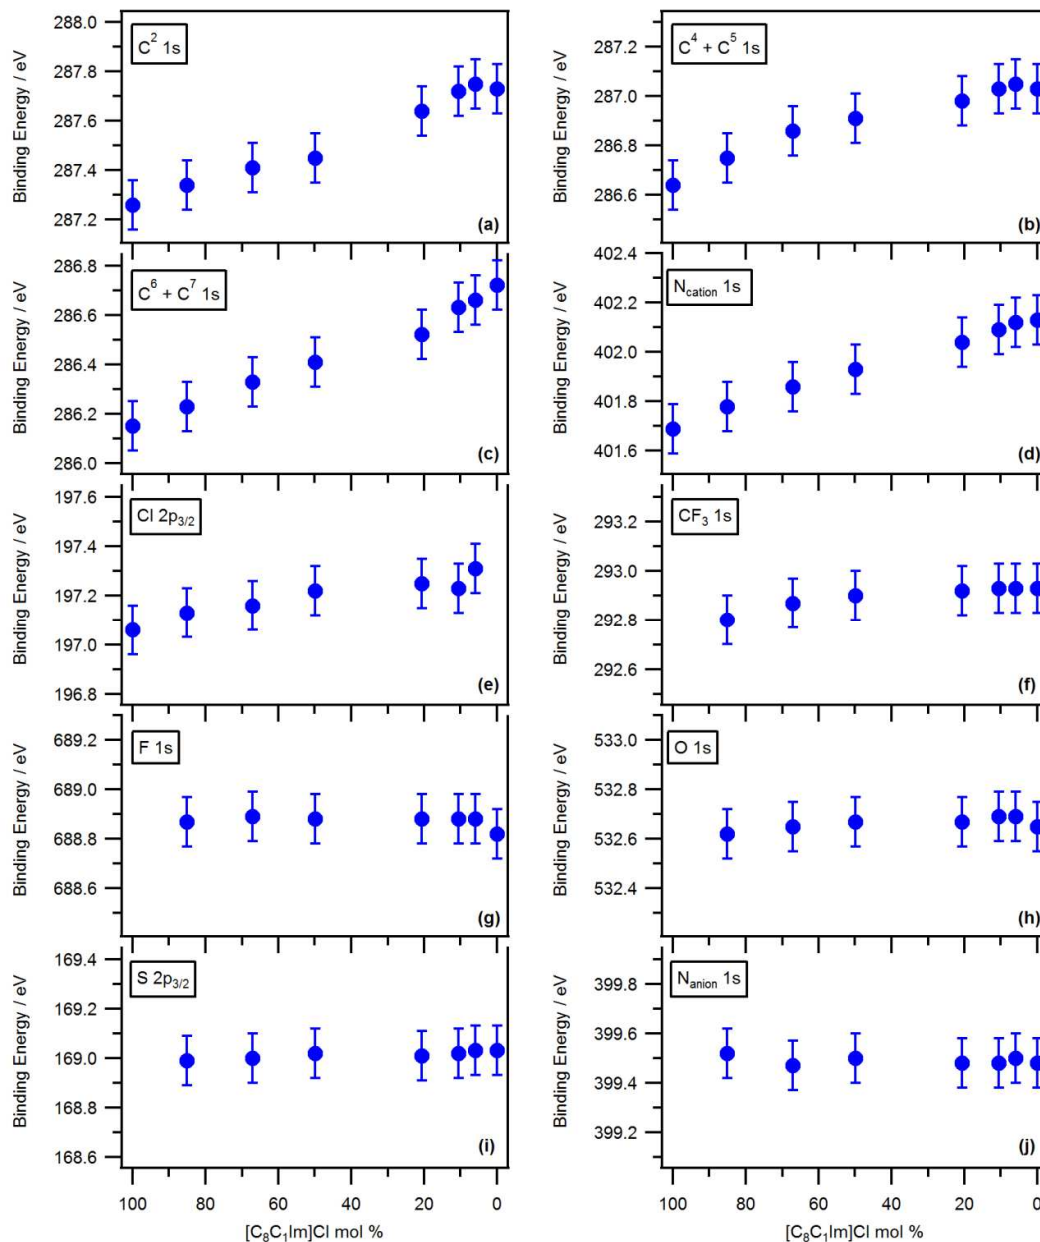 Binding Energy / eV
288.0
287.8
287.6
287.4
287.2
C² 1s
(a)
Binding Energy / eV
287.2
287.0
286.8
286.6
C⁴ + C⁵ 1s
(b)
Binding Energy / eV
286.8
286.6
286.4
286.2
286.0
C⁶ + C⁷ 1s
(c)
Binding Energy / eV
402.4
402.2
402.0
401.8
401.6
N_cation 1s
(d)
Binding Energy / eV
197.6
197.4
197.2
197.0
196.8
Cl 2p₃/₂
(e)
Binding Energy / eV
293.2
293.0
292.8
292.6
CF₃ 1s
(f)
Binding Energy / eV
689.2
689.0
688.8
688.6
F 1s
(g)
Binding Energy / eV
533.0
532.8
532.6
532.4
O 1s
(h)
Binding Energy / eV
169.4
169.2
169.0
168.8
168.6
S 2p₃/₂
(i)
100 80 60 40 20 0
[C₈C₁Im]Cl mol %
Binding Energy / eV
399.8
399.6
399.4
399.2
N_anion 1s
(j)
100 80 60 40 20 0
[C₈C₁Im]Cl mol %